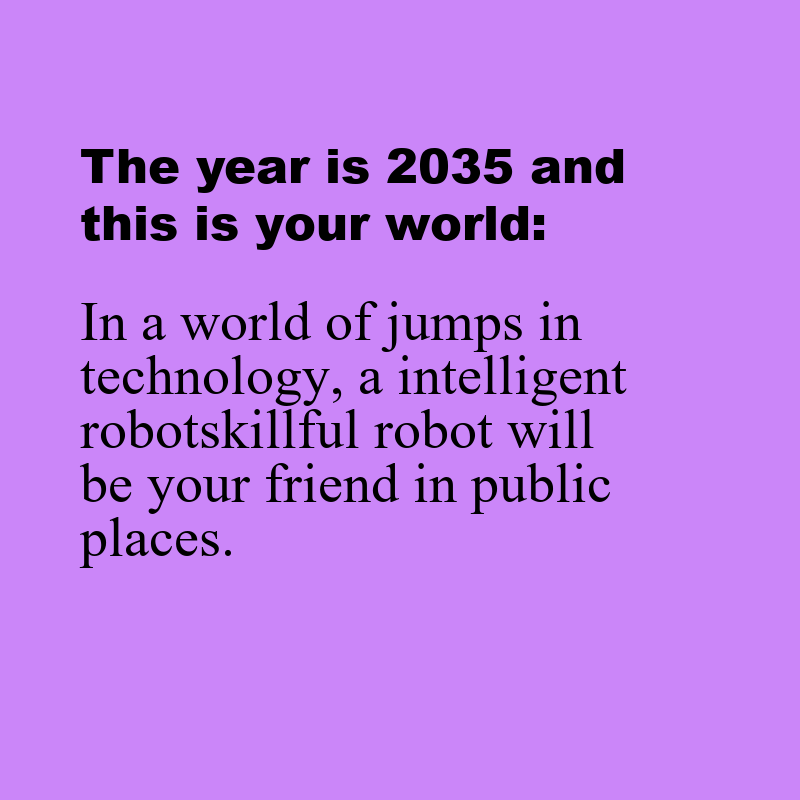 The year is 2035 and
this is your world:
In a world of jumps in
technology, a intelligent
robotskillful robot will
be your friend in public
places.